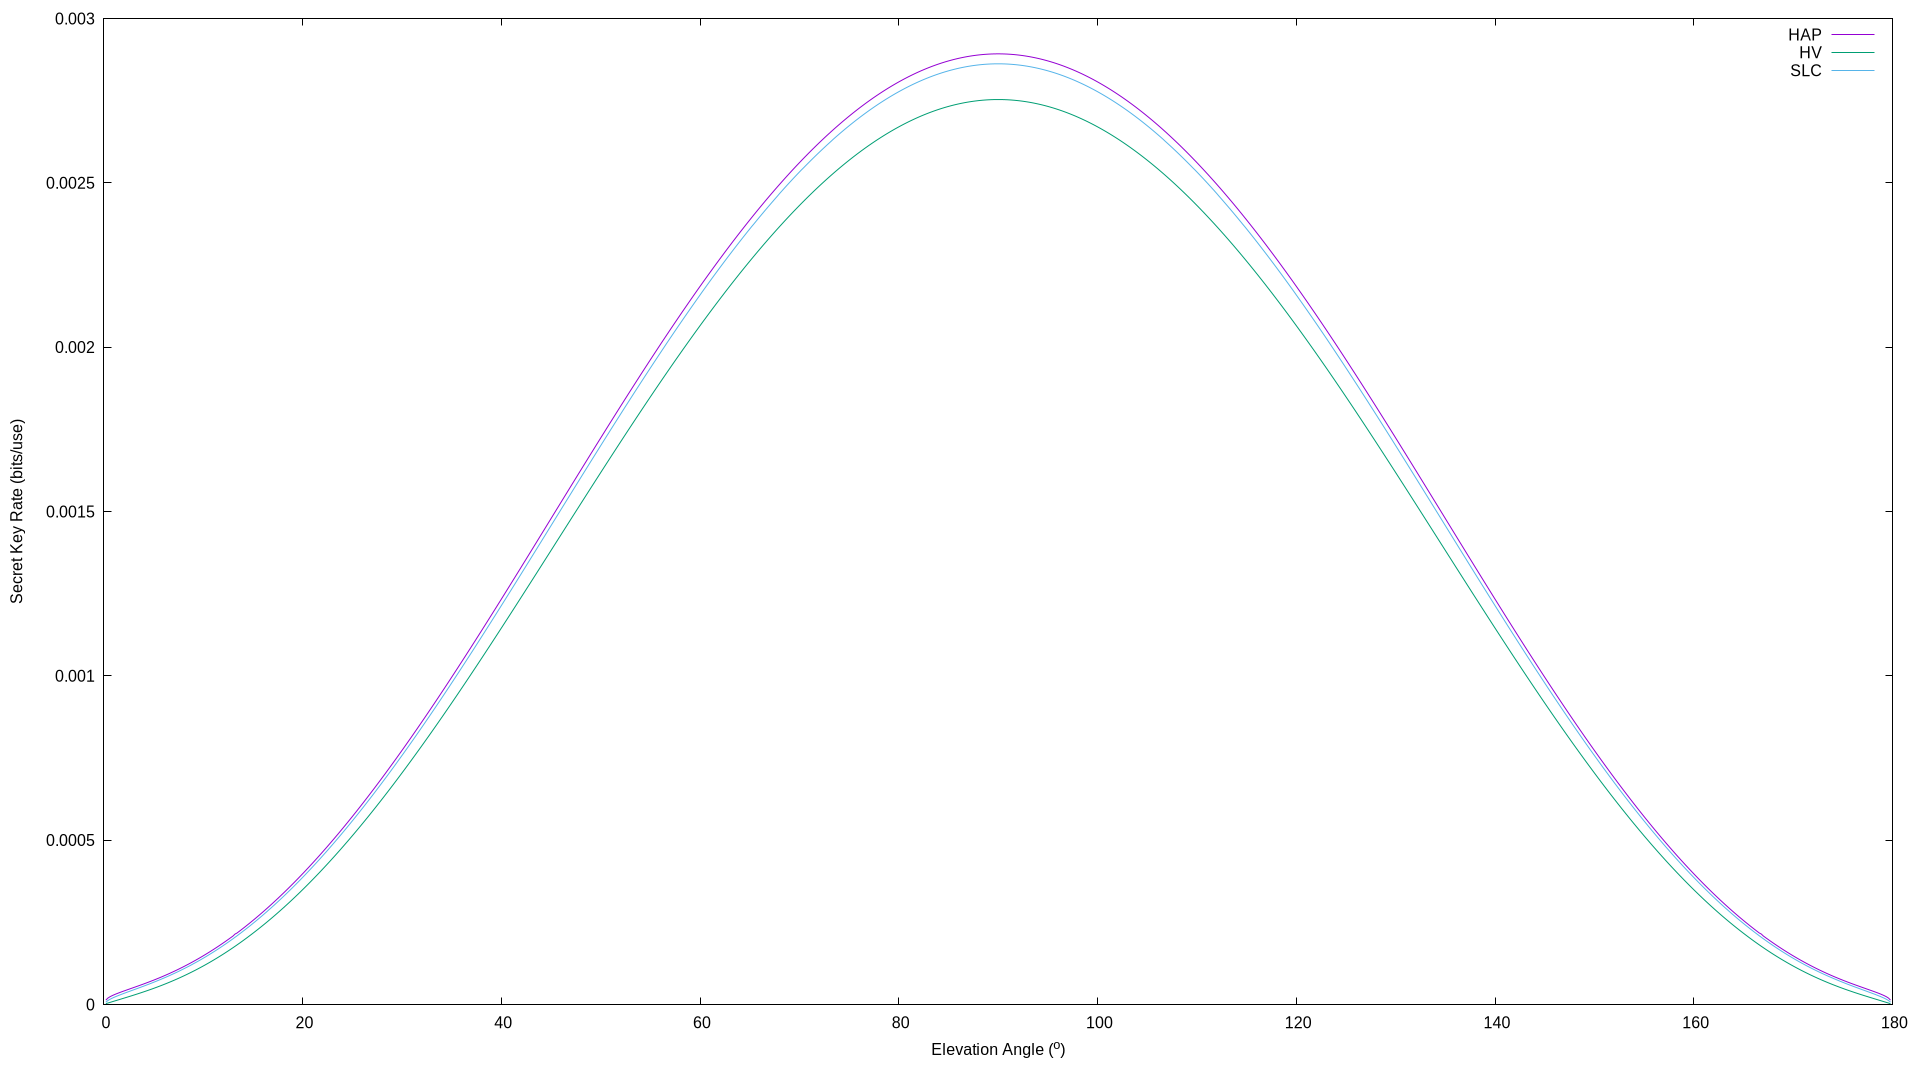 0.003
0.0025
0.002
0.0015
0.001
0.0005
0
0 20 40 60 80 100 120 140 160 180
Secret Key Rate (bits/use)
Elevation Angle (o)
HAP
HV
SLC